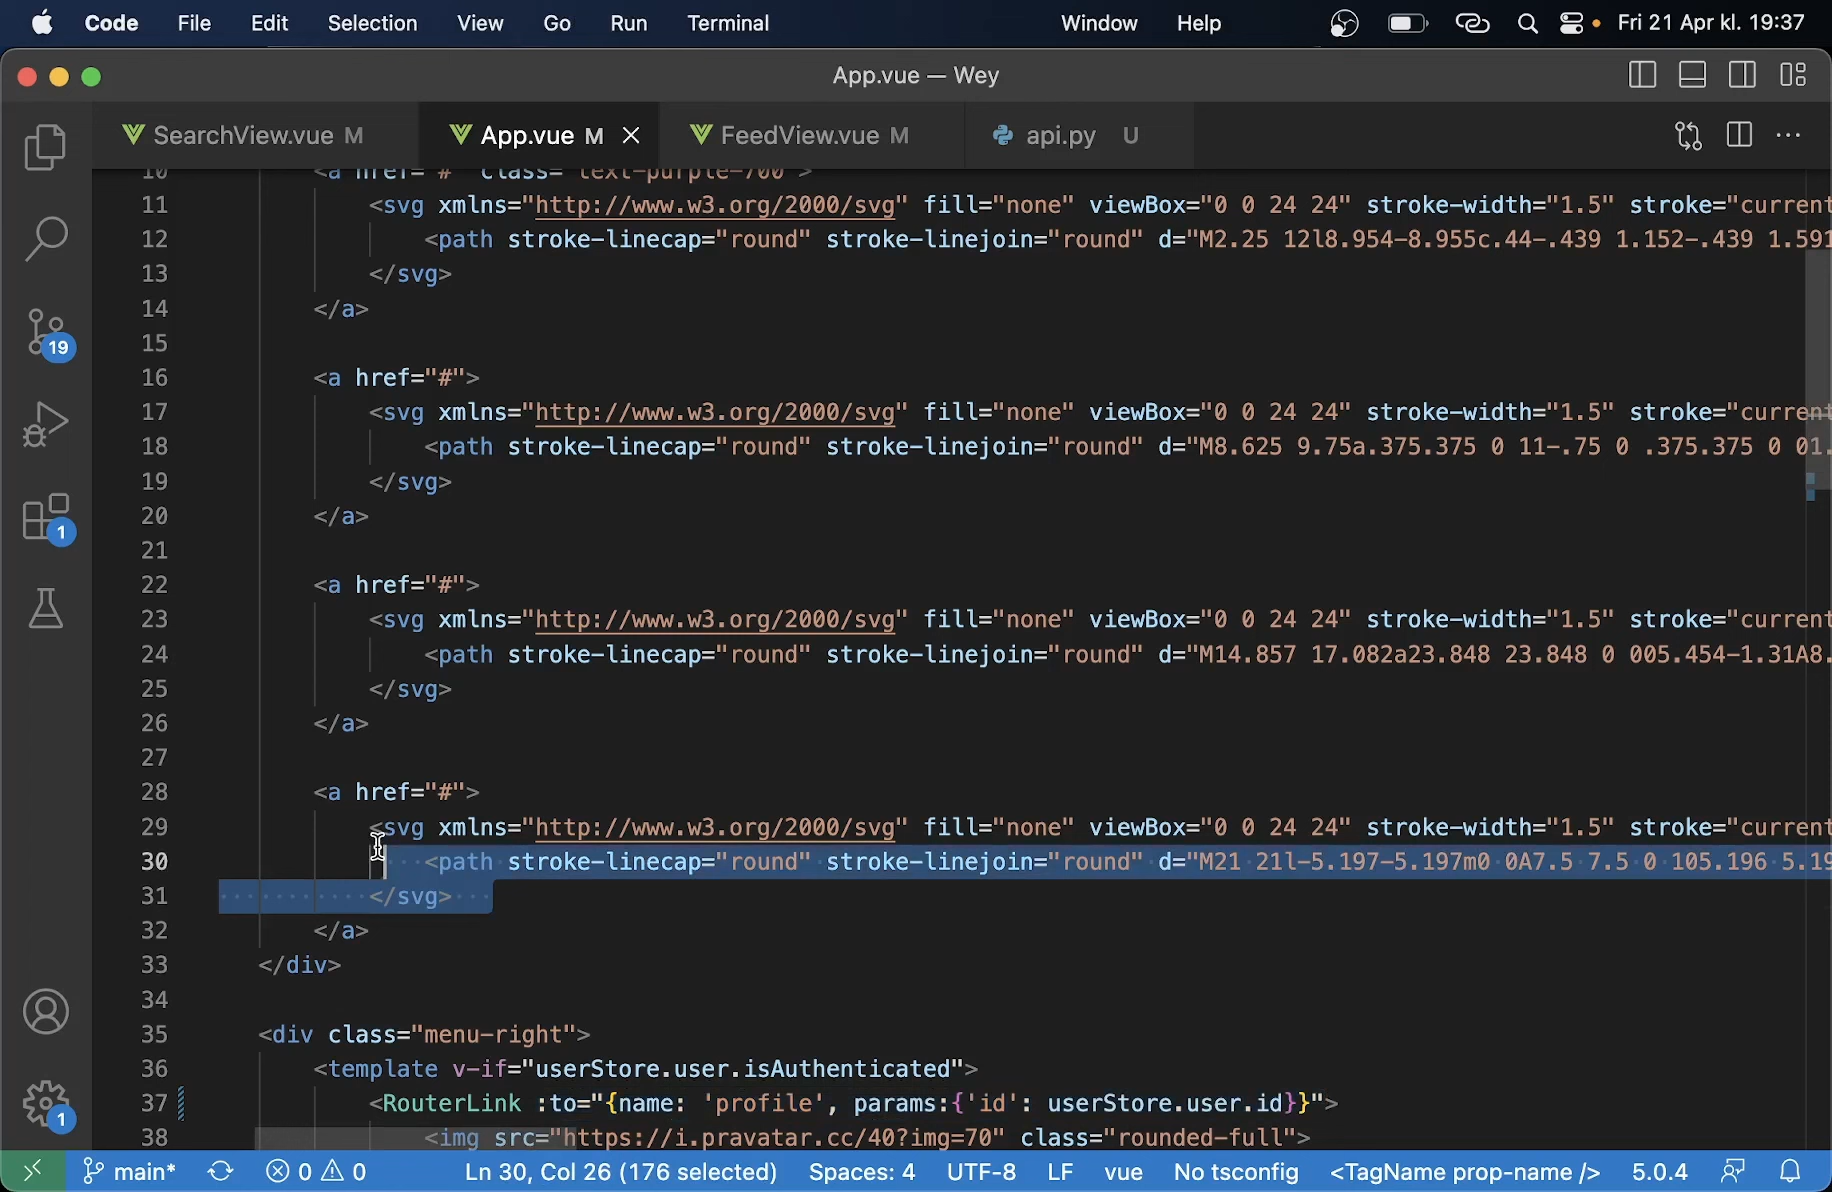 Code File Edit Selection View Go Run Terminal Window Help Fri 21 Apr kl. 19:37
App.vue — Wey
SearchView.vue M App.vue M FeedView.vue M api.py U
10 <a href="#" class="text-purple-700">
11 <svg xmlns="http://www.w3.org/2000/svg" fill="none" viewBox="0 0 24 24" stroke-width="1.5" stroke="current
12 <path stroke-linecap="round" stroke-linejoin="round" d="M2.25 12l8.954-8.955c.44-.439 1.152-.439 1.591
13 </svg>
14 </a>
15
16 <a href="#">
17 <svg xmlns="http://www.w3.org/2000/svg" fill="none" viewBox="0 0 24 24" stroke-width="1.5" stroke="current
18 <path stroke-linecap="round" stroke-linejoin="round" d="M8.625 9.75a.375.375 0 11-.75 0 .375.375 0 01.
19 </svg>
20 </a>
21
22 <a href="#">
23 <svg xmlns="http://www.w3.org/2000/svg" fill="none" viewBox="0 0 24 24" stroke-width="1.5" stroke="current
24 <path stroke-linecap="round" stroke-linejoin="round" d="M14.857 17.082a23.848 23.848 0 005.454-1.31A8.
25 </svg>
26 </a>
27
28 <a href="#">
29 <svg xmlns="http://www.w3.org/2000/svg" fill="none" viewBox="0 0 24 24" stroke-width="1.5" stroke="current
30 <path stroke-linecap="round" stroke-linejoin="round" d="M21 21l-5.197-5.197m0 0A7.5 7.5 0 105.196 5.19
31 </svg>
32 </a>
33 </div>
34
35 <div class="menu-right">
36 <template v-if="userStore.user.isAuthenticated">
37 <RouterLink :to="{name: 'profile', params:{'id': userStore.user.id}}">
38 <img src="https://i.pravatar.cc/40?img=70" class="rounded-full">
19
1
1
main* 0 0 Ln 30, Col 26 (176 selected) Spaces: 4 UTF-8 LF vue No tsconfig <TagName prop-name /> 5.0.4